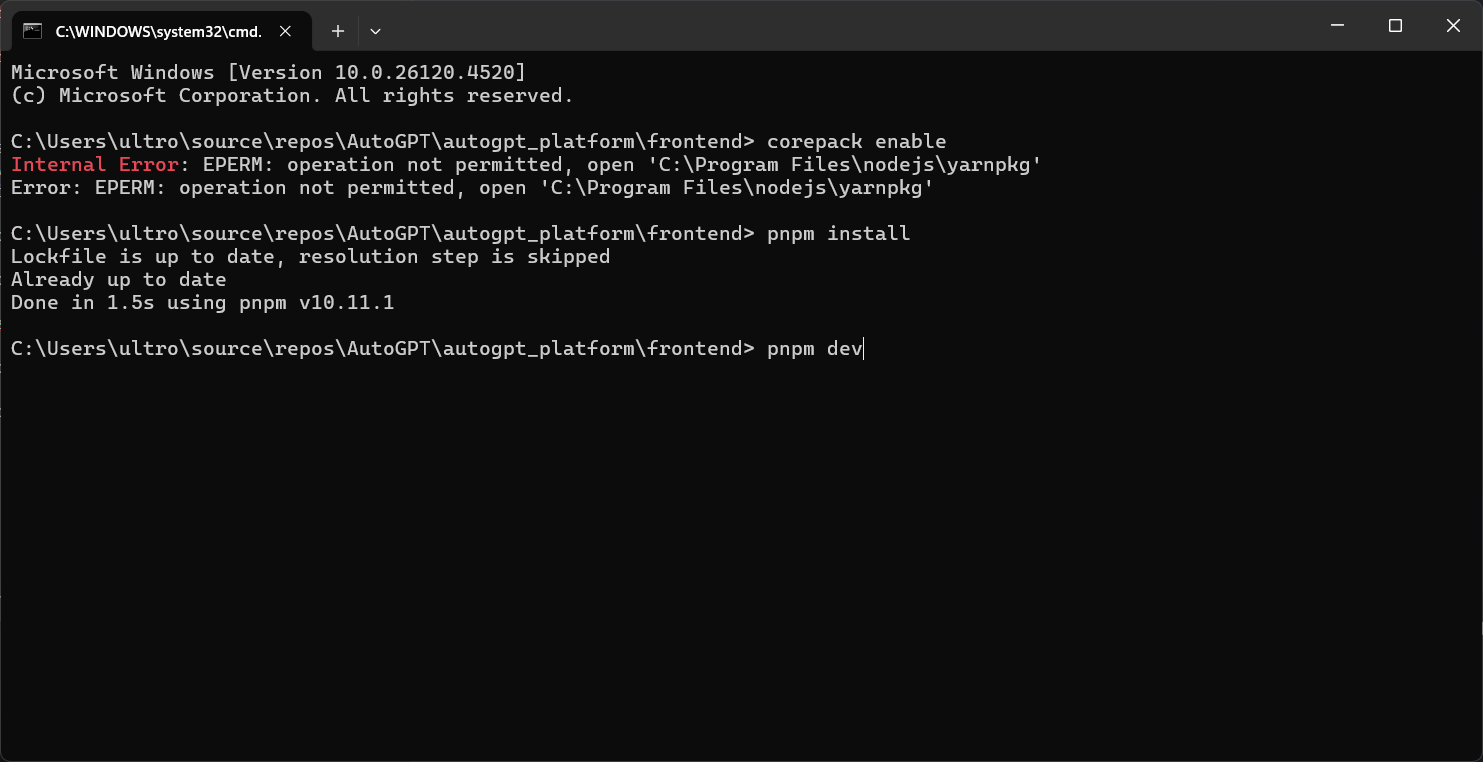 C:\WINDOWS\system32\cmd.
Microsoft Windows [Version 10.0.26120.4520]
(c) Microsoft Corporation. All rights reserved.
C:\Users\ultro\source\repos\AutoGPT\autogpt_platform\frontend> corepack enable
Internal Error: EPERM: operation not permitted, open 'C:\Program Files\nodejs\yarnpkg'
Error: EPERM: operation not permitted, open 'C:\Program Files\nodejs\yarnpkg'
C:\Users\ultro\source\repos\AutoGPT\autogpt_platform\frontend> pnpm install
Lockfile is up to date, resolution step is skipped
Already up to date
Done in 1.5s using pnpm v10.11.1
C:\Users\ultro\source\repos\AutoGPT\autogpt_platform\frontend> pnpm dev